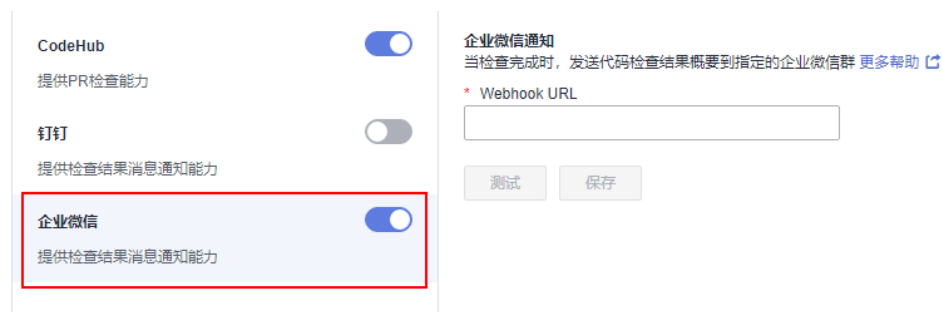 CodeHub
提供PR检查能力
钉钉
提供检查结果消息通知能力
企业微信
提供检查结果消息通知能力
企业微信通知
当检查完成时，发送代码检查结果概要到指定的企业微信群 更多帮助
* Webhook URL
测试 保存